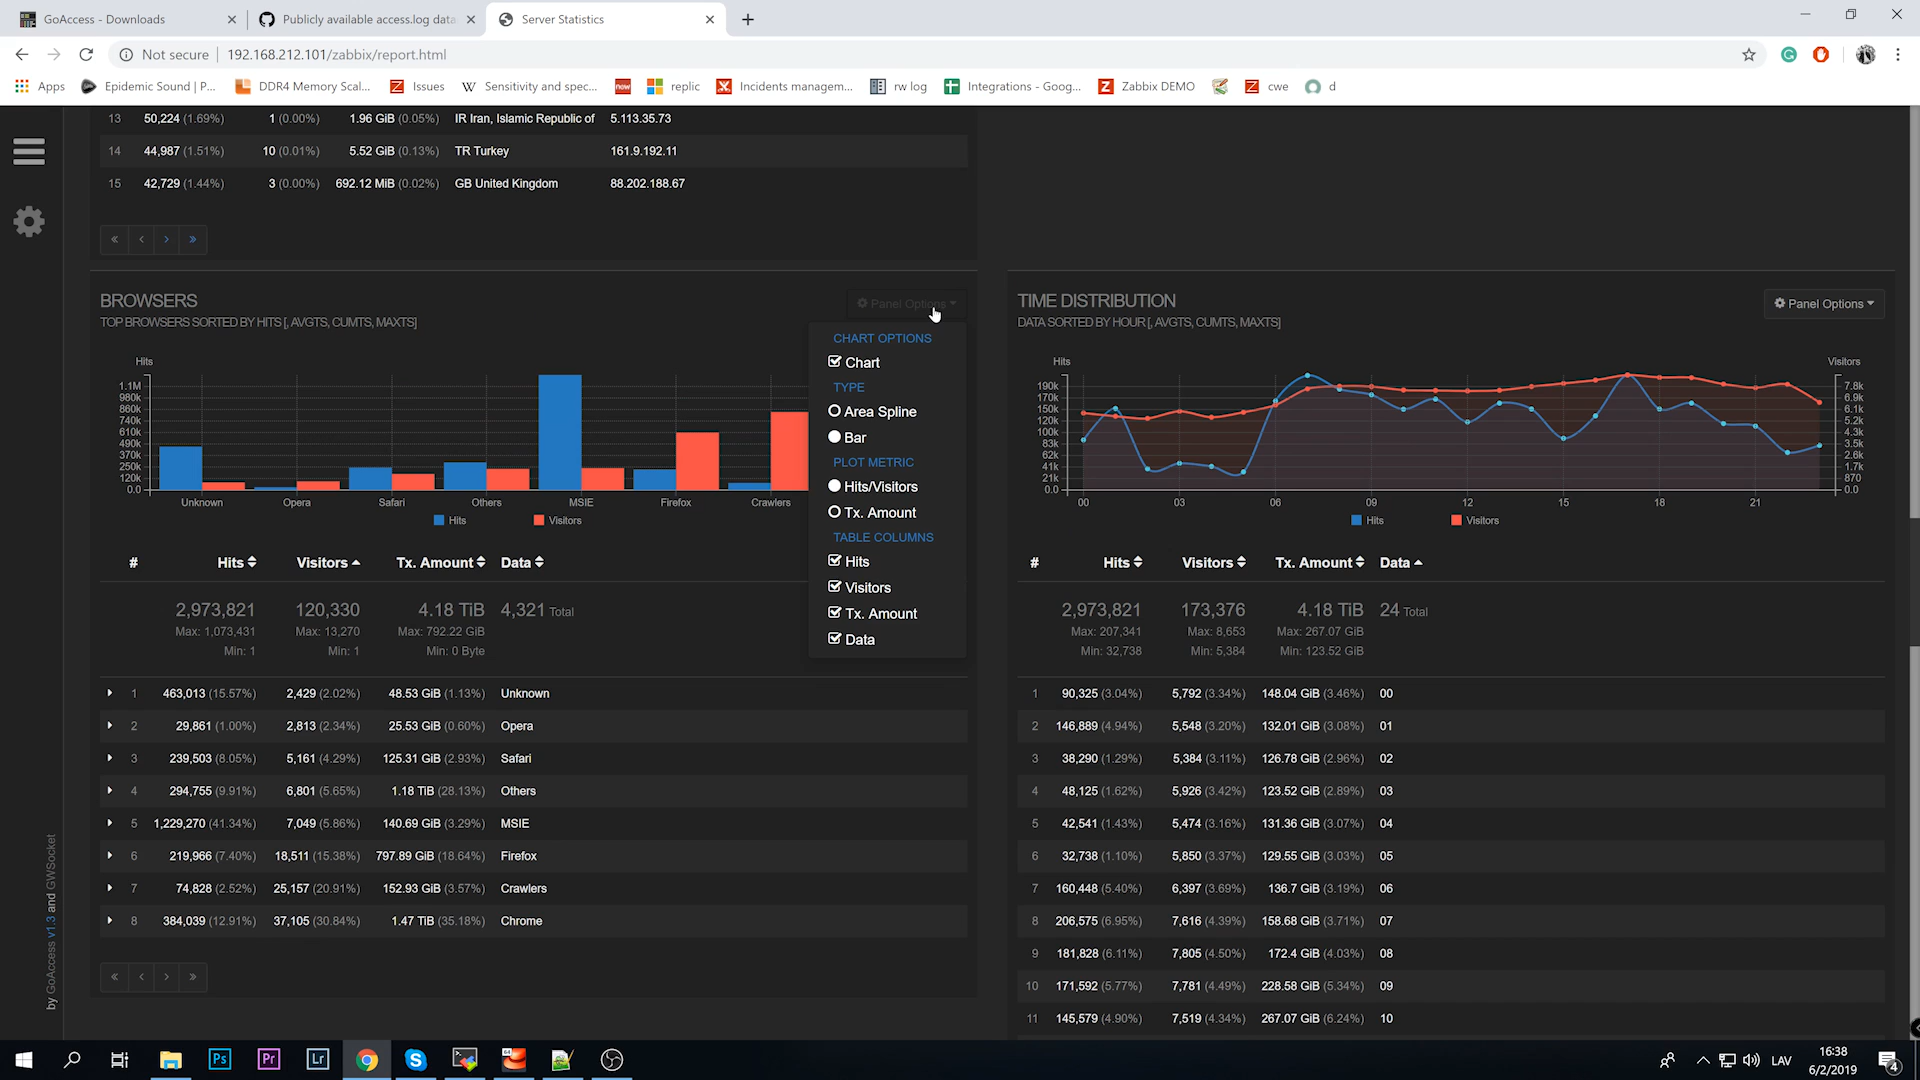 GoAccess - Downloads
Publicly available access.log data
Server Statistics
Not secure
192.168.212.101/zabbix/report.html
Apps
Epidemic Sound | P...
DDR4 Memory Scal...
Issues
W
Sensitivity and spec...
now
replic
Incidents managem...
rw log
Integrations - Goog...
Z
Zabbix DEMO
Z
cwe
d
13 50,224 (1.69%) 1 (0.00%) 1.96 GiB (0.05%) IR Iran, Islamic Republic of 5.113.35.73
14 44,987 (1.51%) 10 (0.01%) 5.52 GiB (0.13%) TR Turkey 161.9.192.11
15 42,729 (1.44%) 3 (0.00%) 692.12 MiB (0.02%) GB United Kingdom 88.202.188.67
« ‹ › »
BROWSERS
Panel Options
TOP BROWSERS SORTED BY HITS [, AVGTS, CUMTS, MAXTS]
Hits
1.1M
980k
860k
740k
610k
490k
370k
250k
120k
0.0
Unknown Opera Safari Others MSIE Firefox Crawlers
Hits Visitors
CHART OPTIONS
Chart
TYPE
Area Spline
Bar
PLOT METRIC
Hits/Visitors
Tx. Amount
TABLE COLUMNS
Hits
Visitors
Tx. Amount
Data
# Hits Visitors Tx. Amount Data
2,973,821 120,330 4.18 TiB 4,321 Total
Max: 1,073,431 Max: 13,270 Max: 792.22 GiB
Min: 1 Min: 1 Min: 0 Byte
1 463,013 (15.57%) 2,429 (2.02%) 48.53 GiB (1.13%) Unknown
2 29,861 (1.00%) 2,813 (2.34%) 25.53 GiB (0.60%) Opera
3 239,503 (8.05%) 5,161 (4.29%) 125.31 GiB (2.93%) Safari
4 294,755 (9.91%) 6,801 (5.65%) 1.18 TiB (28.13%) Others
5 1,229,270 (41.34%) 7,049 (5.86%) 140.69 GiB (3.29%) MSIE
6 219,966 (7.40%) 18,511 (15.38%) 797.89 GiB (18.64%) Firefox
7 74,828 (2.52%) 25,157 (20.91%) 152.93 GiB (3.57%) Crawlers
8 384,039 (12.91%) 37,105 (30.84%) 1.47 TiB (35.18%) Chrome
« ‹ › »
TIME DISTRIBUTION
Panel Options
DATA SORTED BY HOUR [, AVGTS, CUMTS, MAXTS]
Hits Visitors
190k 7.8k
170k 6.9k
150k 6.1k
120k 5.2k
100k 4.3k
83k 3.5k
62k 2.6k
41k 1.7k
21k 870
0.0 0.0
00 03 06 09 12 15 18 21
Hits Visitors
# Hits Visitors Tx. Amount Data
2,973,821 173,376 4.18 TiB 24 Total
Max: 207,341 Max: 8,653 Max: 267.07 GiB
Min: 32,738 Min: 5,384 Min: 123.52 GiB
1 90,325 (3.04%) 5,792 (3.34%) 148.04 GiB (3.46%) 00
2 146,889 (4.94%) 5,548 (3.20%) 132.01 GiB (3.08%) 01
3 38,290 (1.29%) 5,384 (3.11%) 126.78 GiB (2.96%) 02
4 48,125 (1.62%) 5,926 (3.42%) 123.52 GiB (2.89%) 03
5 42,541 (1.43%) 5,474 (3.16%) 131.36 GiB (3.07%) 04
6 32,738 (1.10%) 5,850 (3.37%) 129.55 GiB (3.03%) 05
7 160,448 (5.40%) 6,397 (3.69%) 136.7 GiB (3.19%) 06
8 206,575 (6.95%) 7,616 (4.39%) 158.68 GiB (3.71%) 07
9 181,828 (6.11%) 7,805 (4.50%) 172.4 GiB (4.03%) 08
10 171,592 (5.77%) 7,781 (4.49%) 228.58 GiB (5.34%) 09
11 145,579 (4.90%) 7,519 (4.34%) 267.07 GiB (6.24%) 10
by GoAccess v1.3 and GWSocket
Ps
Pr
Lr
64
LAV
16:38
6/2/2019
4